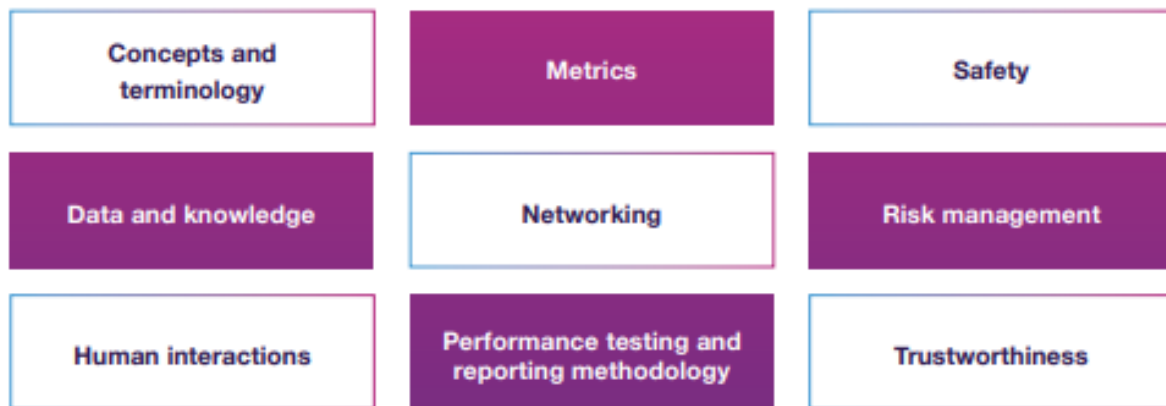 Concepts and
terminology
Metrics
Safety
Data and knowledge
Networking
Risk management
Human interactions
Performance testing and
reporting methodology
Trustworthiness